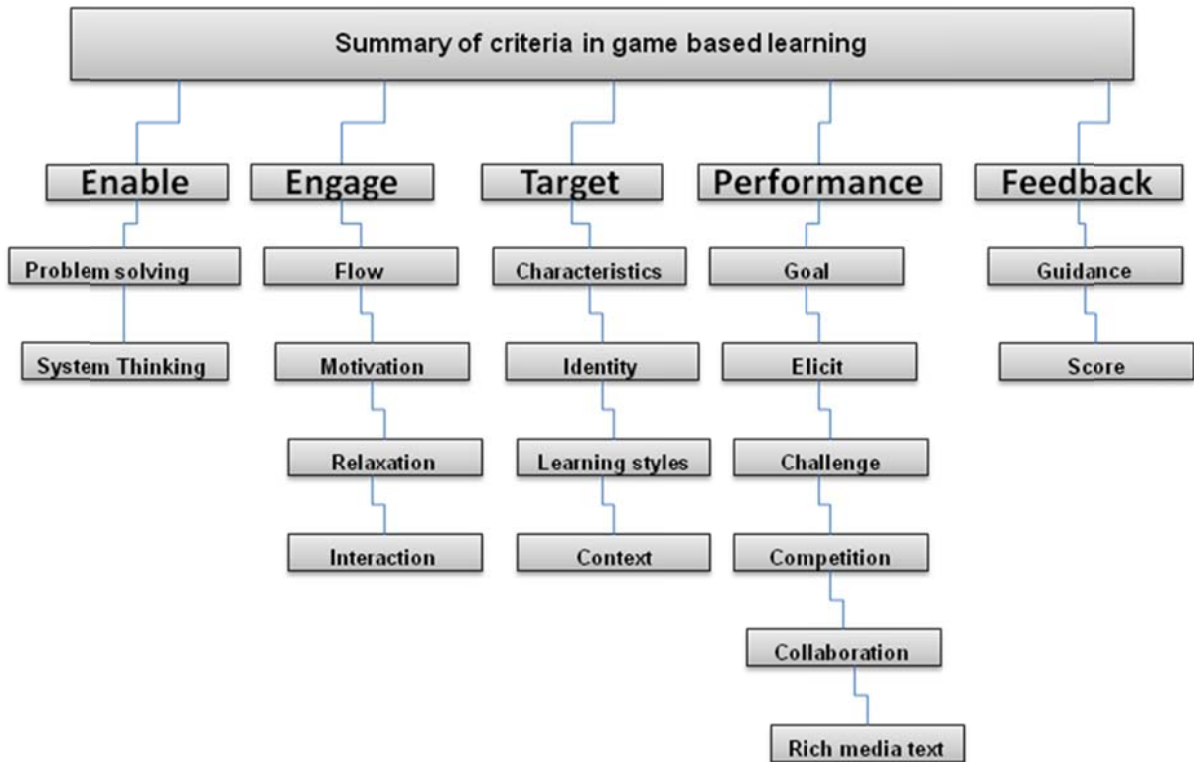 Summary of criteria in game based learning
Enable
Engage
Target
Performance
Feedback
Problem solving
Flow
Characteristics
Goal
Guidance
System Thinking
Motivation
Identity
Elicit
Score
Relaxation
Learning styles
Challenge
Interaction
Context
Competition
Collaboration
Rich media text